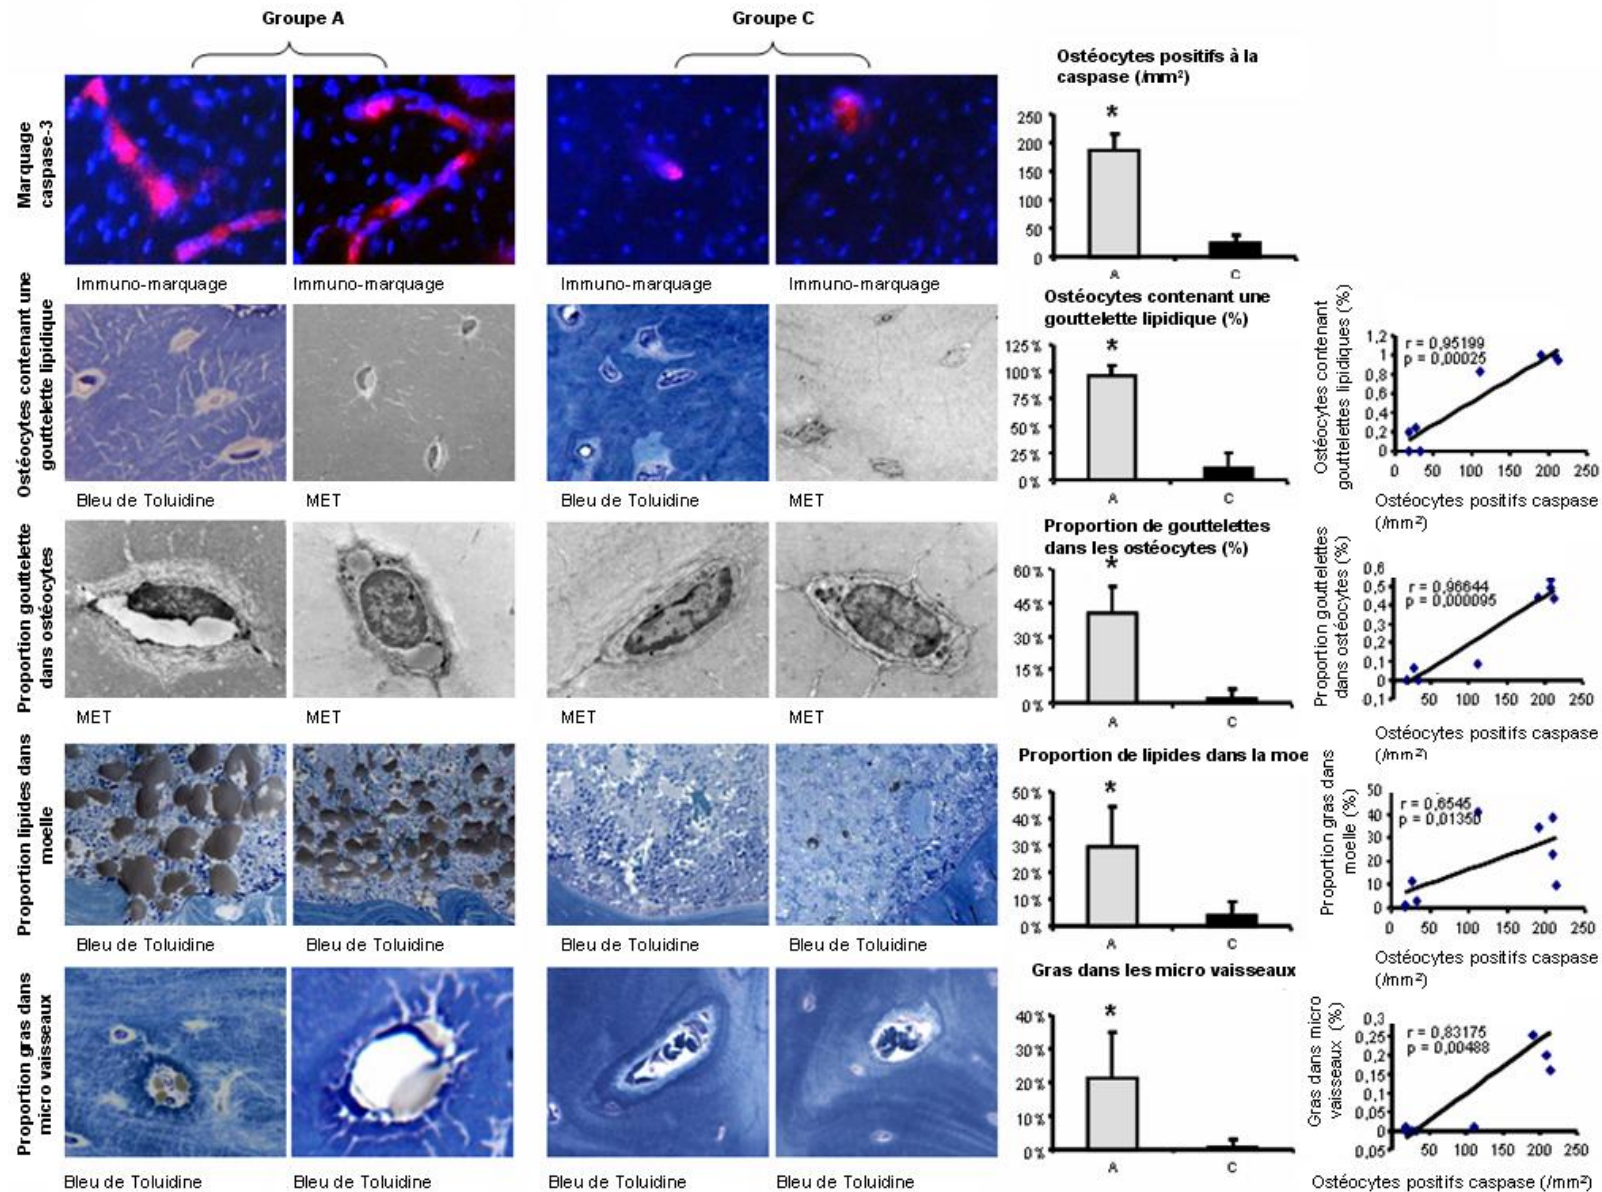 Groupe A
Groupe C
Marquage
caspase-3
Immuno-marquage
Immuno-marquage
Immuno-marquage
Immuno-marquage
Ostéocytes positifs à la
caspase (/mm²)
*
250
200
150
100
50
0
A
C
Ostéocytes contenant une
gouttelette lipidique
Bleu de Toluidine
MET
Bleu de Toluidine
MET
Ostéocytes contenant une
gouttelette lipidique (%)
*
125%
100%
75%
50%
25%
0%
A
C
Ostéocytes contenant
gouttelettes lipidiques (%)
r = 0,95199
p = 0,00025
1,2
1
0,8
0,6
0,4
0,2
0
0 50 100 150 200 250
Ostéocytes positifs caspase
(/mm²)
Proportion gouttelette
dans ostéocytes
MET
MET
MET
MET
Proportion de gouttelettes
dans les ostéocytes (%)
*
60%
45%
30%
15%
0%
A
C
Proportion gouttelettes
dans ostéocytes (%)
r = 0,96644
p = 0,000095
0,6
0,5
0,4
0,3
0,2
0,1
0
0,1
50 100 150 200 250
Ostéocytes positifs caspase
(/mm²)
Proportion lipides dans
moelle
Bleu de Toluidine
Bleu de Toluidine
Bleu de Toluidine
Bleu de Toluidine
Proportion de lipides dans la moe
*
50%
40%
30%
20%
10%
0%
A
C
Proportion gras dans
moelle (%)
r = 0,6545
p = 0,01350
50
40
30
20
10
0
0 50 100 150 200 250
Ostéocytes positifs caspase
(/mm²)
Proportion gras dans
micro vaisseaux
Bleu de Toluidine
Bleu de Toluidine
Bleu de Toluidine
Bleu de Toluidine
Gras dans les micro vaisseaux
*
40%
30%
20%
10%
0%
A
C
Gras dans micro
vaisseaux (%)
r = 0,83175
p = 0,00488
0,3
0,25
0,2
0,15
0,1
0,05
0
0,05
50 100 150 200 250
Ostéocytes positifs caspase (/mm²)